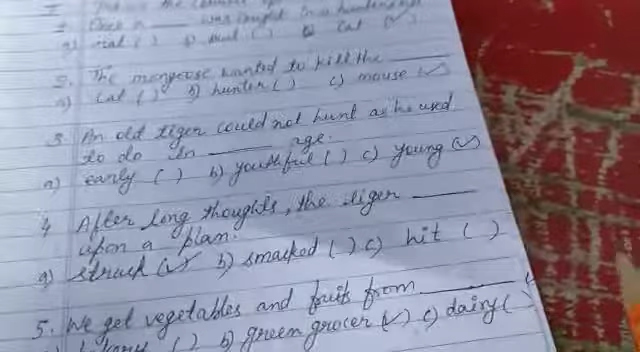 2. The mongoose wanted to kill the ______
a) cat ( ) b) hunter ( ) c) mouse (✓)
3. An old tiger could not hunt as he used
to do in ______ age.
a) early ( ) b) youthful ( ) c) young (✓)
4 After long thoughts, the tiger ______
upon a plan.
a) struck (✓) b) smacked ( ) c) hit ( )
5. We get vegetables and fruits from ______
( ) b) green grocer (✓) c) dairy ( )